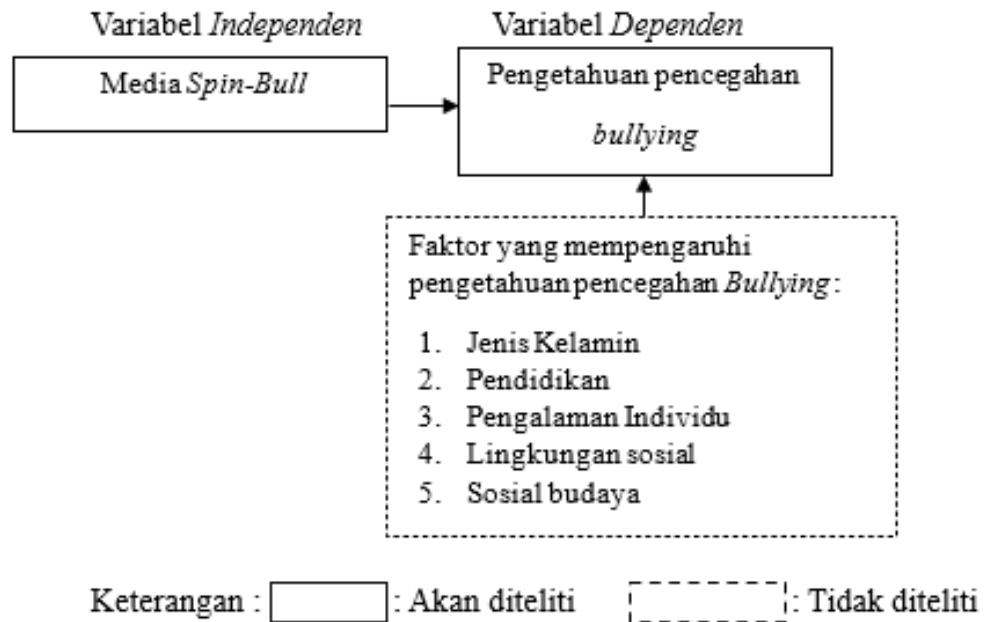 Variabel Independen Variabel Dependen
Media Spin-Bull
Pengetahuan pencegahan
bullying
Faktor yang mempengaruhi
pengetahuan pencegahan Bullying :
1. Jenis Kelamin
2. Pendidikan
3. Pengalaman Individu
4. Lingkungan sosial
5. Sosial budaya
Keterangan : : Akan diteliti : Tidak diteliti